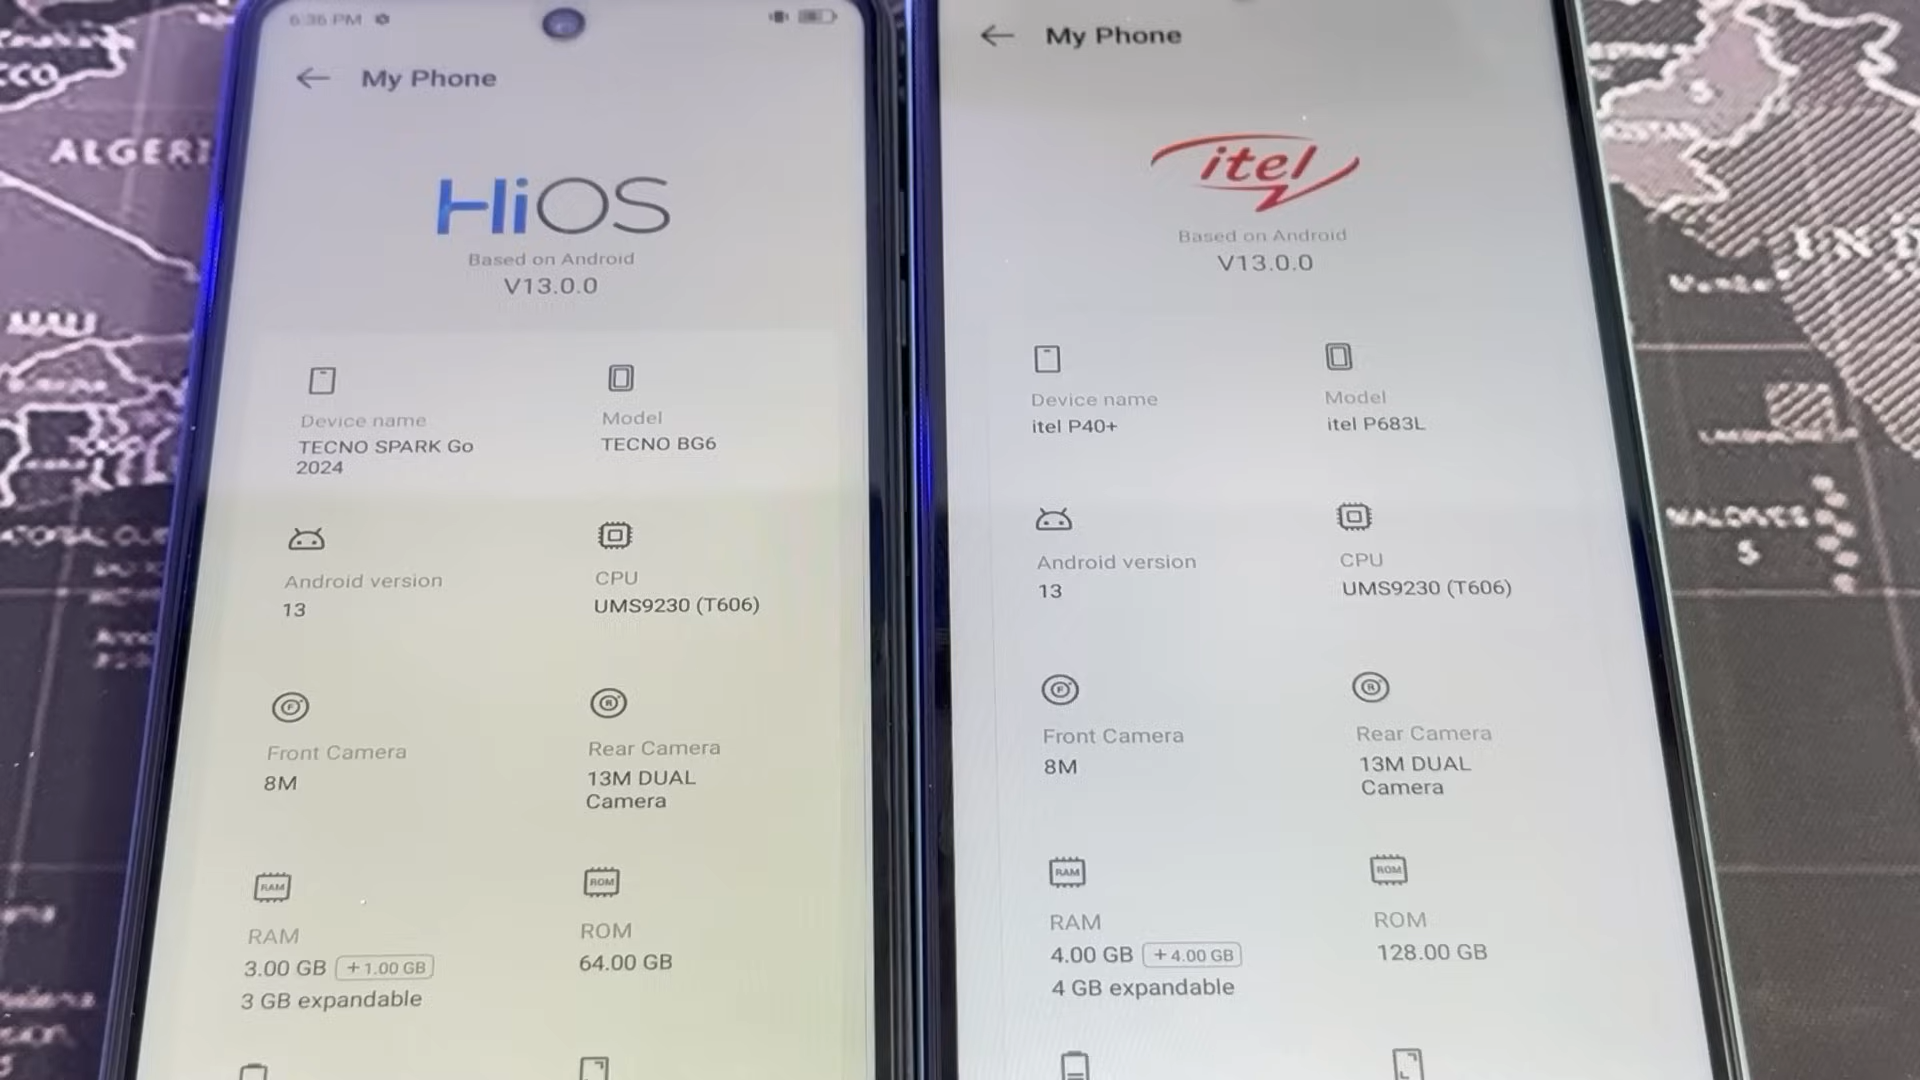 6:36 PM
My Phone
HiOS
Based on Android
V13.0.0
Device name
TECNO SPARK Go
2024
Model
TECNO BG6
Android version
13
CPU
UMS9230 (T606)
Front Camera
8M
Rear Camera
13M DUAL
Camera
RAM
RAM
3.00 GB +1.00 GB
3 GB expandable
ROM
ROM
64.00 GB
My Phone
itel
Based on Android
V13.0.0
Device name
itel P40+
Model
itel P683L
Android version
13
CPU
UMS9230 (T606)
Front Camera
8M
Rear Camera
13M DUAL
Camera
RAM
RAM
4.00 GB +4.00 GB
4 GB expandable
ROM
ROM
128.00 GB
ALGERI
MALI
IND
MALDIVES